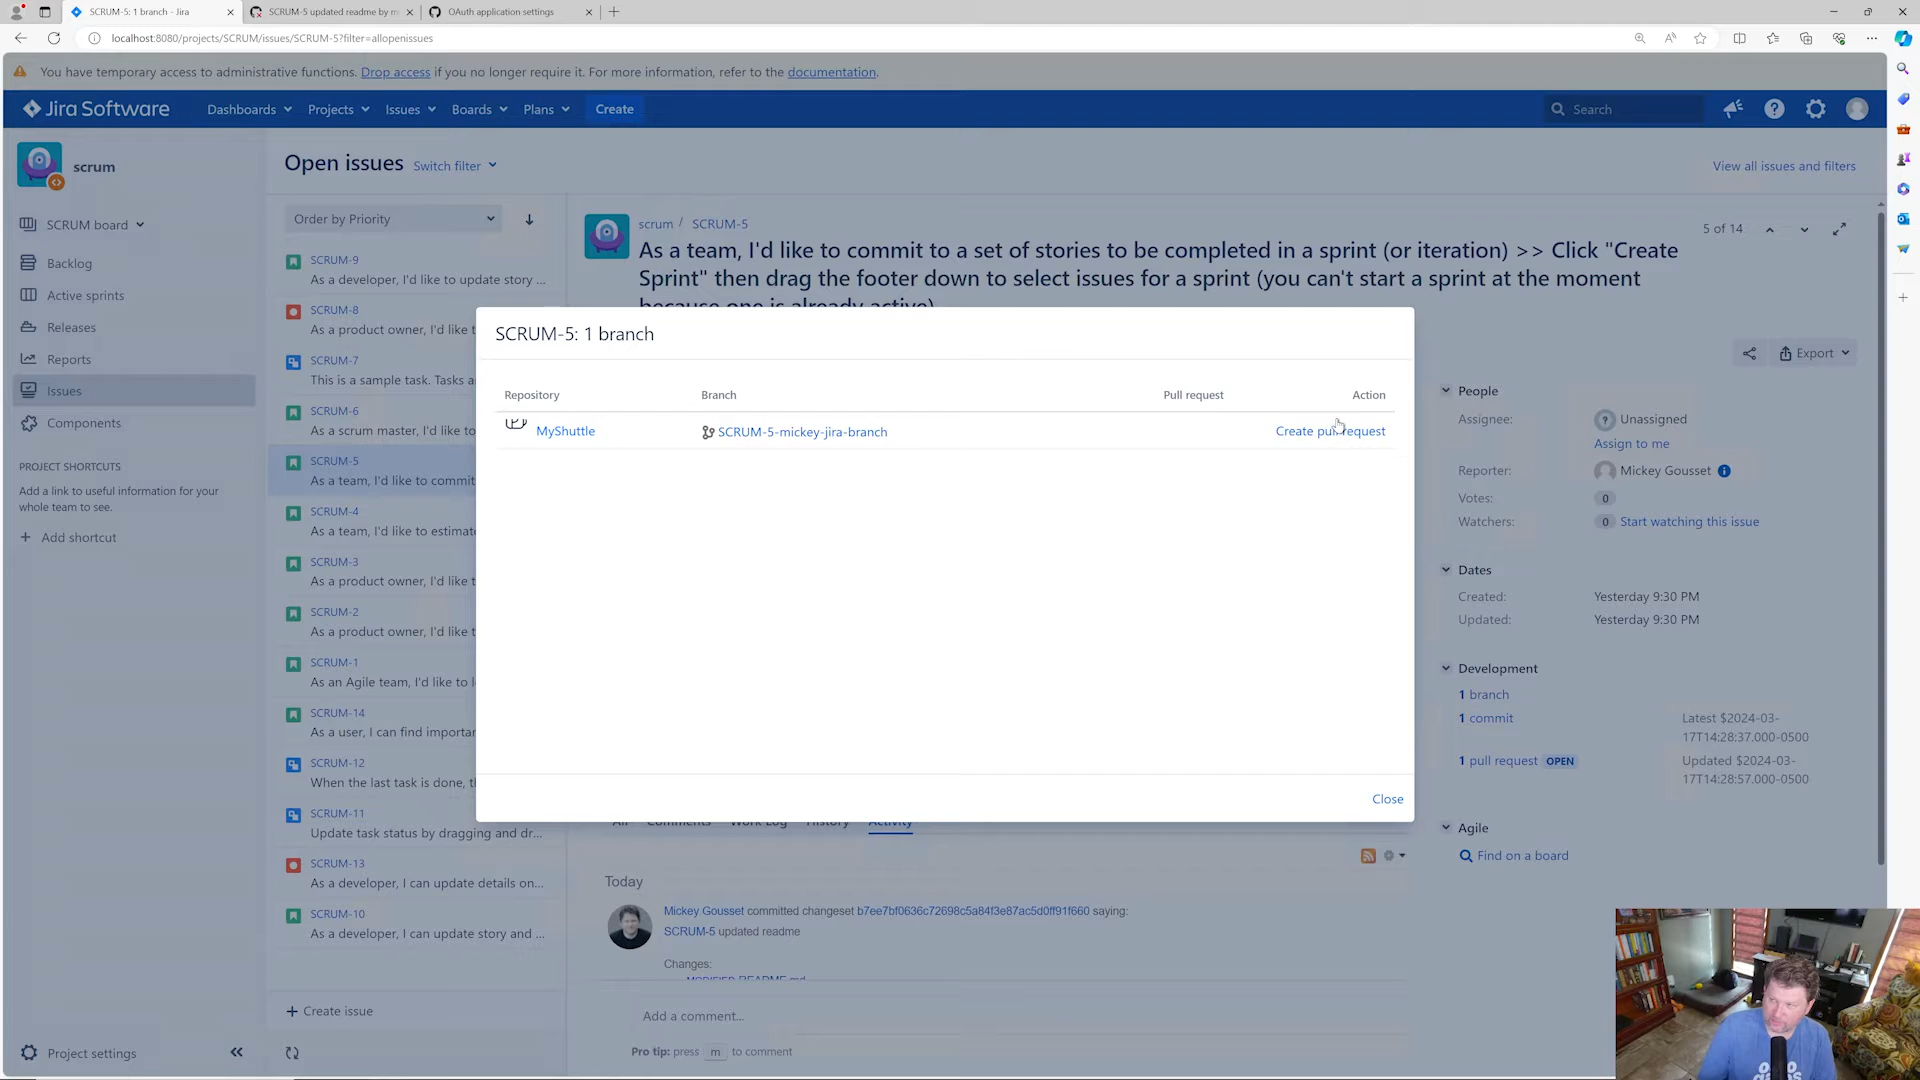 SCRUM-5: 1 branch - Jira
SCRUM-5 updated readme by m
OAuth application settings
localhost:8080/projects/SCRUM/issues/SCRUM-5?filter=allopenissues
You have temporary access to administrative functions. Drop access if you no longer require it. For more information, refer to the documentation.
Jira Software
Dashboards
Projects
Issues
Boards
Plans
Create
Search
scrum
SCRUM board
Backlog
Active sprints
Releases
Reports
Issues
Components
PROJECT SHORTCUTS
Add a link to useful information for your
whole team to see.
+ Add shortcut
Project settings
Open issues
Switch filter
View all issues and filters
Order by Priority
SCRUM-9
As a developer, I'd like to update story ...
SCRUM-8
As a product owner, I'd like t
SCRUM-7
This is a sample task. Tasks a
SCRUM-6
As a scrum master, I'd like to
SCRUM-5
As a team, I'd like to commit
SCRUM-4
As a team, I'd like to estimate
SCRUM-3
As a product owner, I'd like t
SCRUM-2
As a product owner, I'd like t
SCRUM-1
As an Agile team, I'd like to l
SCRUM-14
As a user, I can find importan
SCRUM-12
When the last task is done, th
SCRUM-11
Update task status by dragging and dr...
SCRUM-13
As a developer, I can update details on...
SCRUM-10
As a developer, I can update story and ...
+ Create issue
scrum / SCRUM-5
5 of 14
As a team, I'd like to commit to a set of stories to be completed in a sprint (or iteration) >> Click "Create
Sprint" then drag the footer down to select issues for a sprint (you can't start a sprint at the moment
because one is already active)
Export
SCRUM-5: 1 branch
Repository
Branch
Pull request
Action
MyShuttle
SCRUM-5-mickey-jira-branch
Create pull request
Close
People
Assignee:
Unassigned
Assign to me
Reporter:
Mickey Gousset
Votes:
0
Watchers:
0 Start watching this issue
Dates
Created:
Yesterday 9:30 PM
Updated:
Yesterday 9:30 PM
Development
1 branch
1 commit
Latest $2024-03-
17T14:28:37.000-0500
1 pull request OPEN
Updated $2024-03-
17T14:28:57.000-0500
Agile
Find on a board
All
Comments
Work Log
History
Activity
Today
Mickey Gousset committed changeset b7ee7bf0636c72698c5a84f3e87ac5d0ff91f660 saying:
SCRUM-5 updated readme
Changes:
MODIFIED README.md
Add a comment...
Pro tip: press m to comment